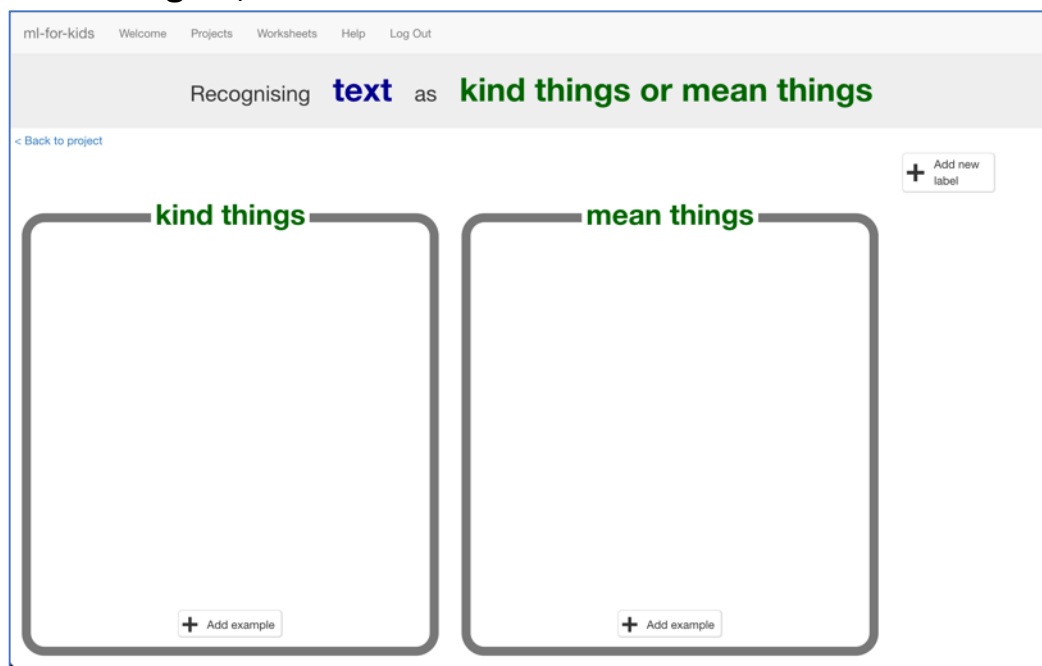 ml-for-kids Welcome Projects Worksheets Help Log Out
Recognising text as kind things or mean things
< Back to project
Add new
label
kind things
mean things
Add example
Add example